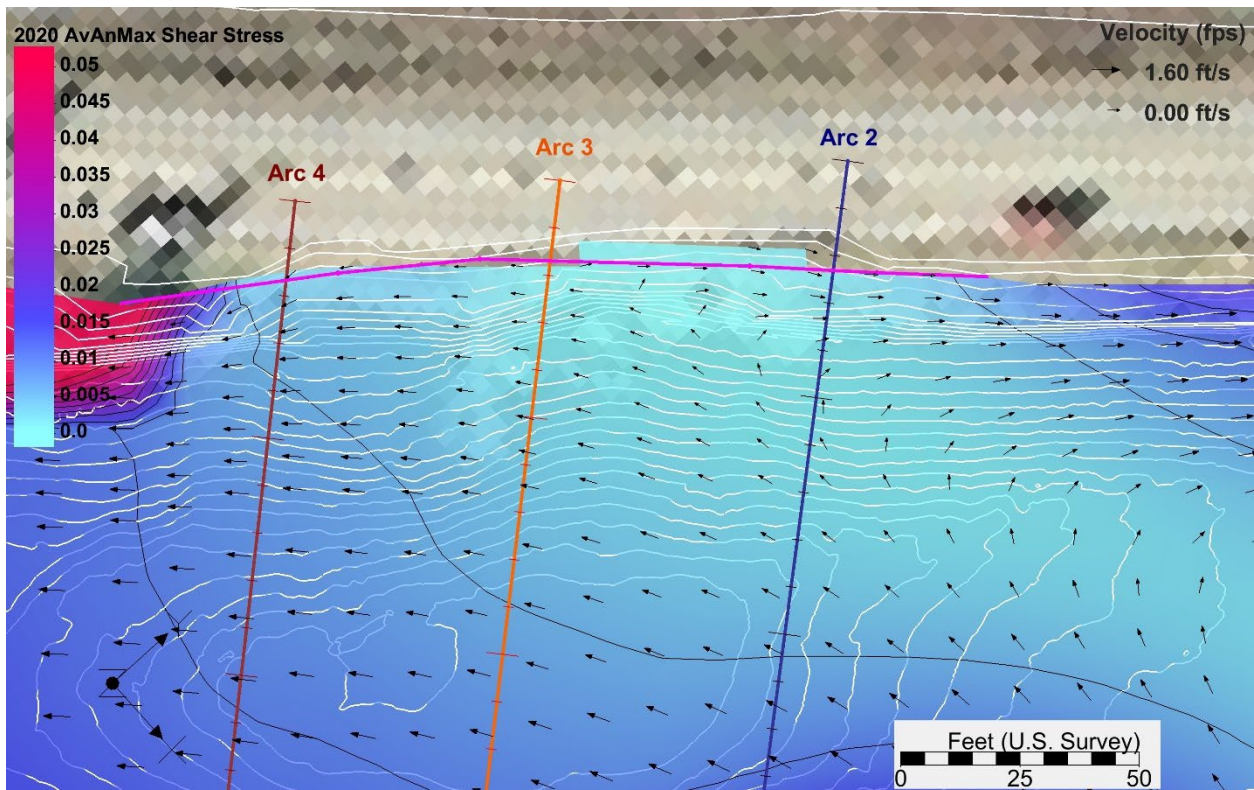 2020 AvAnMax Shear Stress
0.05
0.045
0.04
0.035
0.03
0.025
0.02
0.015
0.01
0.005
0.0
Velocity (fps)
1.60 ft/s
0.00 ft/s
Arc 4
Arc 3
Arc 2
Feet (U.S. Survey)
0 25 50